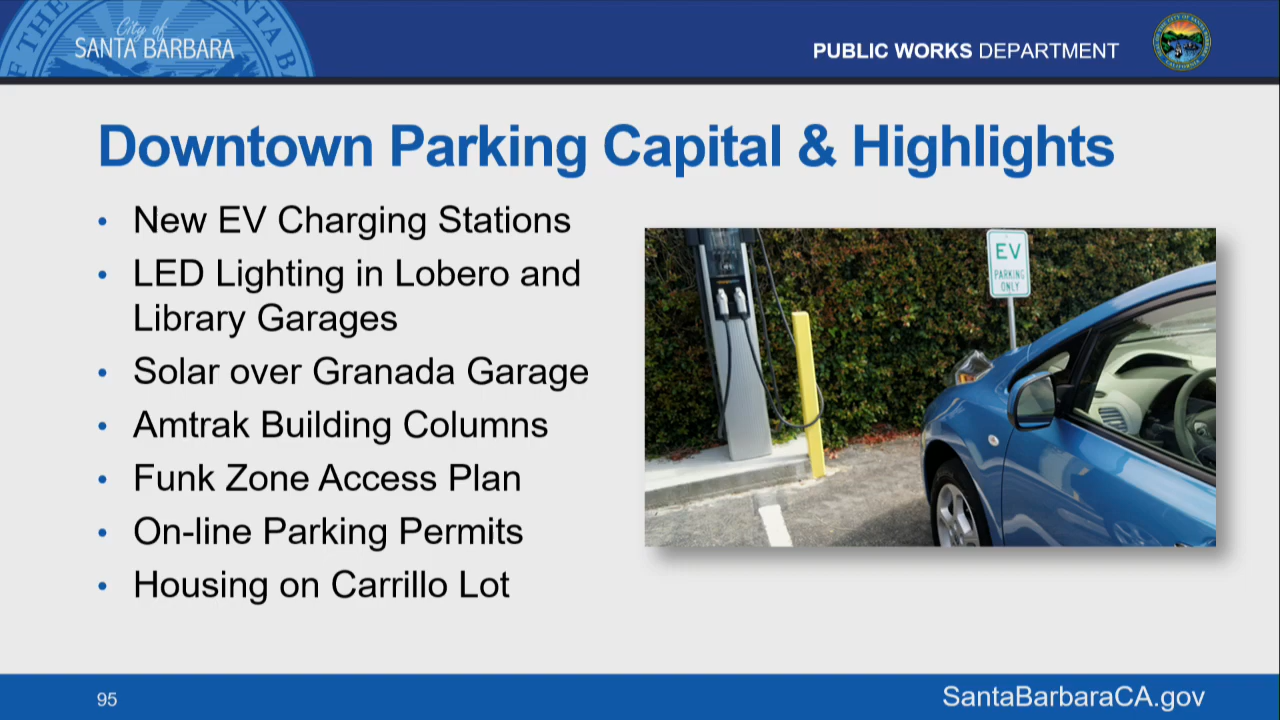 City of
SANTA BARBARA
PUBLIC WORKS DEPARTMENT
Downtown Parking Capital & Highlights
• New EV Charging Stations
• LED Lighting in Lobero and
Library Garages
• Solar over Granada Garage
• Amtrak Building Columns
• Funk Zone Access Plan
• On-line Parking Permits
• Housing on Carrillo Lot
EV
PARKING
ONLY
95
SantaBarbaraCA.gov